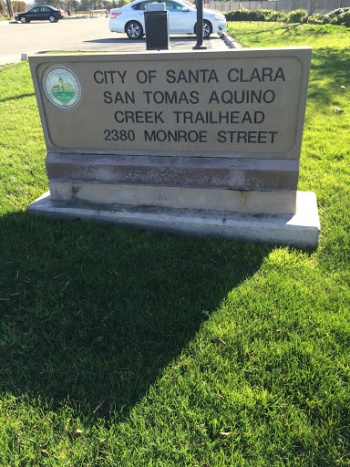 CITY OF SANTA CLARA
SAN TOMAS AQUINO
CREEK TRAILHEAD
2380 MONROE STREET